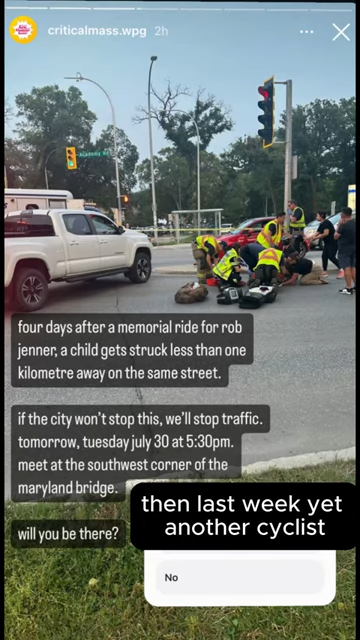 criticalmass.wpg 2h
Academy Rd
four days after a memorial ride for rob
jenner, a child gets struck less than one
kilometre away on the same street.
if the city won't stop this, we'll stop traffic.
tomorrow, tuesday july 30 at 5:30pm.
meet at the southwest corner of the
maryland bridge.
then last week yet
another cyclist
will you be there?
No